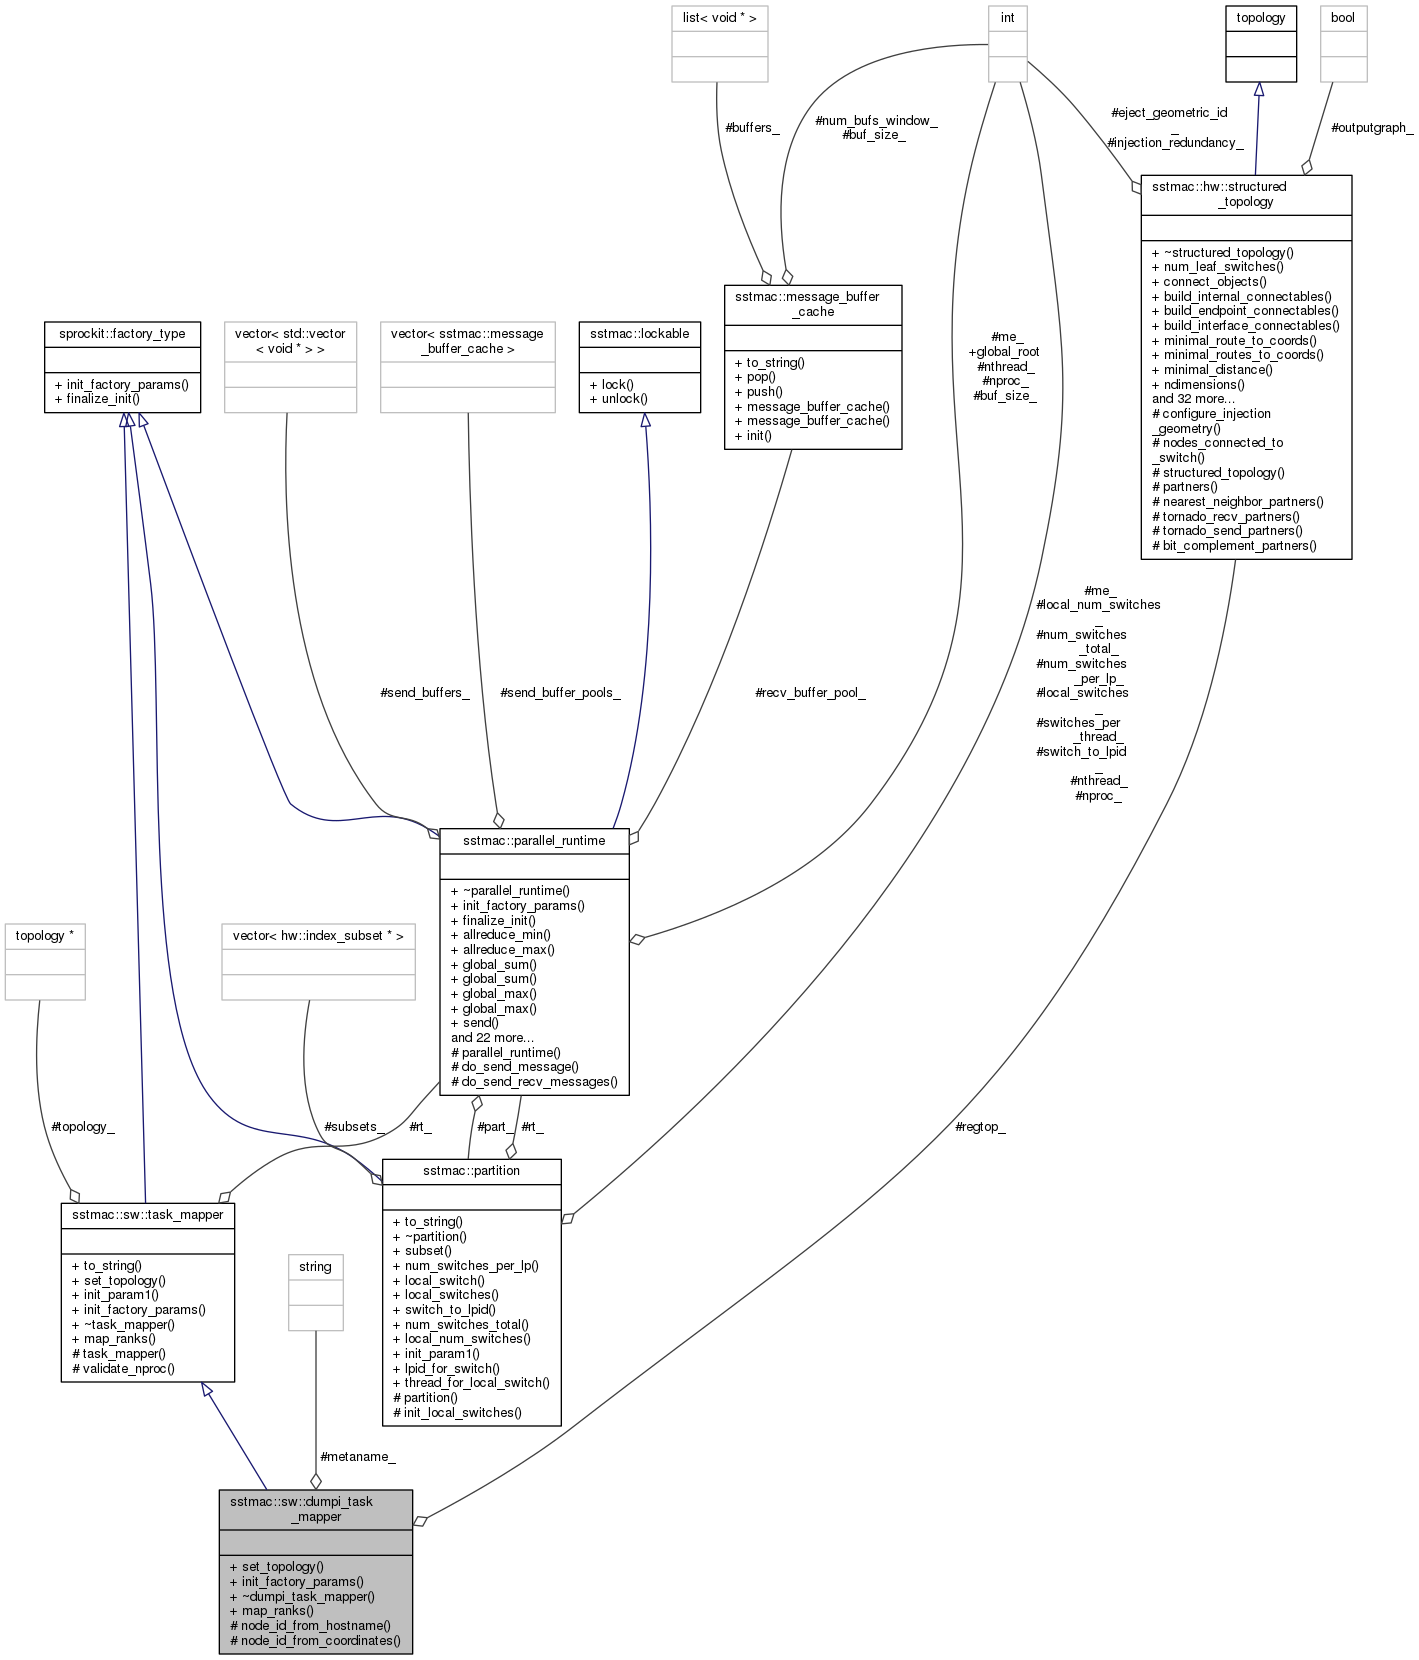 list< void * >
int
topology
bool
#buffers_
#num_bufs_window_
#buf_size_
#eject_geometric_id
_
#injection_redundancy_
#outputgraph_
sstmac::hw::structured
_topology
+ ~structured_topology()
+ num_leaf_switches()
+ connect_objects()
+ build_internal_connectables()
+ build_endpoint_connectables()
+ build_interface_connectables()
+ minimal_route_to_coords()
+ minimal_routes_to_coords()
+ minimal_distance()
+ ndimensions()
and 32 more...
# configure_injection
_geometry()
# nodes_connected_to
_switch()
# structured_topology()
# partners()
# nearest_neighbor_partners()
# tornado_recv_partners()
# tornado_send_partners()
# bit_complement_partners()
sstmac::message_buffer
_cache
+ to_string()
+ pop()
+ push()
+ message_buffer_cache()
+ message_buffer_cache()
+ init()
sprockit::factory_type
+ init_factory_params()
+ finalize_init()
vector< std::vector
< void * > >
vector< sstmac::message
_buffer_cache >
sstmac::lockable
+ lock()
+ unlock()
#me_
+global_root
#nthread_
#nproc_
#buf_size_
#me_
#local_num_switches
_
#num_switches
_total_
#num_switches
_per_lp_
#local_switches
_
#switches_per
_thread_
#switch_to_lpid
_
#nthread_
#nproc_
#send_buffers_
#send_buffer_pools_
#recv_buffer_pool_
sstmac::parallel_runtime
+ ~parallel_runtime()
+ init_factory_params()
+ finalize_init()
+ allreduce_min()
+ allreduce_max()
+ global_sum()
+ global_sum()
+ global_max()
+ global_max()
+ send()
and 22 more...
# parallel_runtime()
# do_send_message()
# do_send_recv_messages()
topology *
vector< hw::index_subset * >
#topology_
#subsets_
#rt_
#part_
#rt_
#regtop_
sstmac::partition
+ to_string()
+ ~partition()
+ subset()
+ num_switches_per_lp()
+ local_switch()
+ local_switches()
+ switch_to_lpid()
+ num_switches_total()
+ local_num_switches()
+ init_param1()
+ lpid_for_switch()
+ thread_for_local_switch()
# partition()
# init_local_switches()
sstmac::sw::task_mapper
+ to_string()
+ set_topology()
+ init_param1()
+ init_factory_params()
+ ~task_mapper()
+ map_ranks()
# task_mapper()
# validate_nproc()
string
#metaname_
sstmac::sw::dumpi_task
_mapper
+ set_topology()
+ init_factory_params()
+ ~dumpi_task_mapper()
+ map_ranks()
# node_id_from_hostname()
# node_id_from_coordinates()